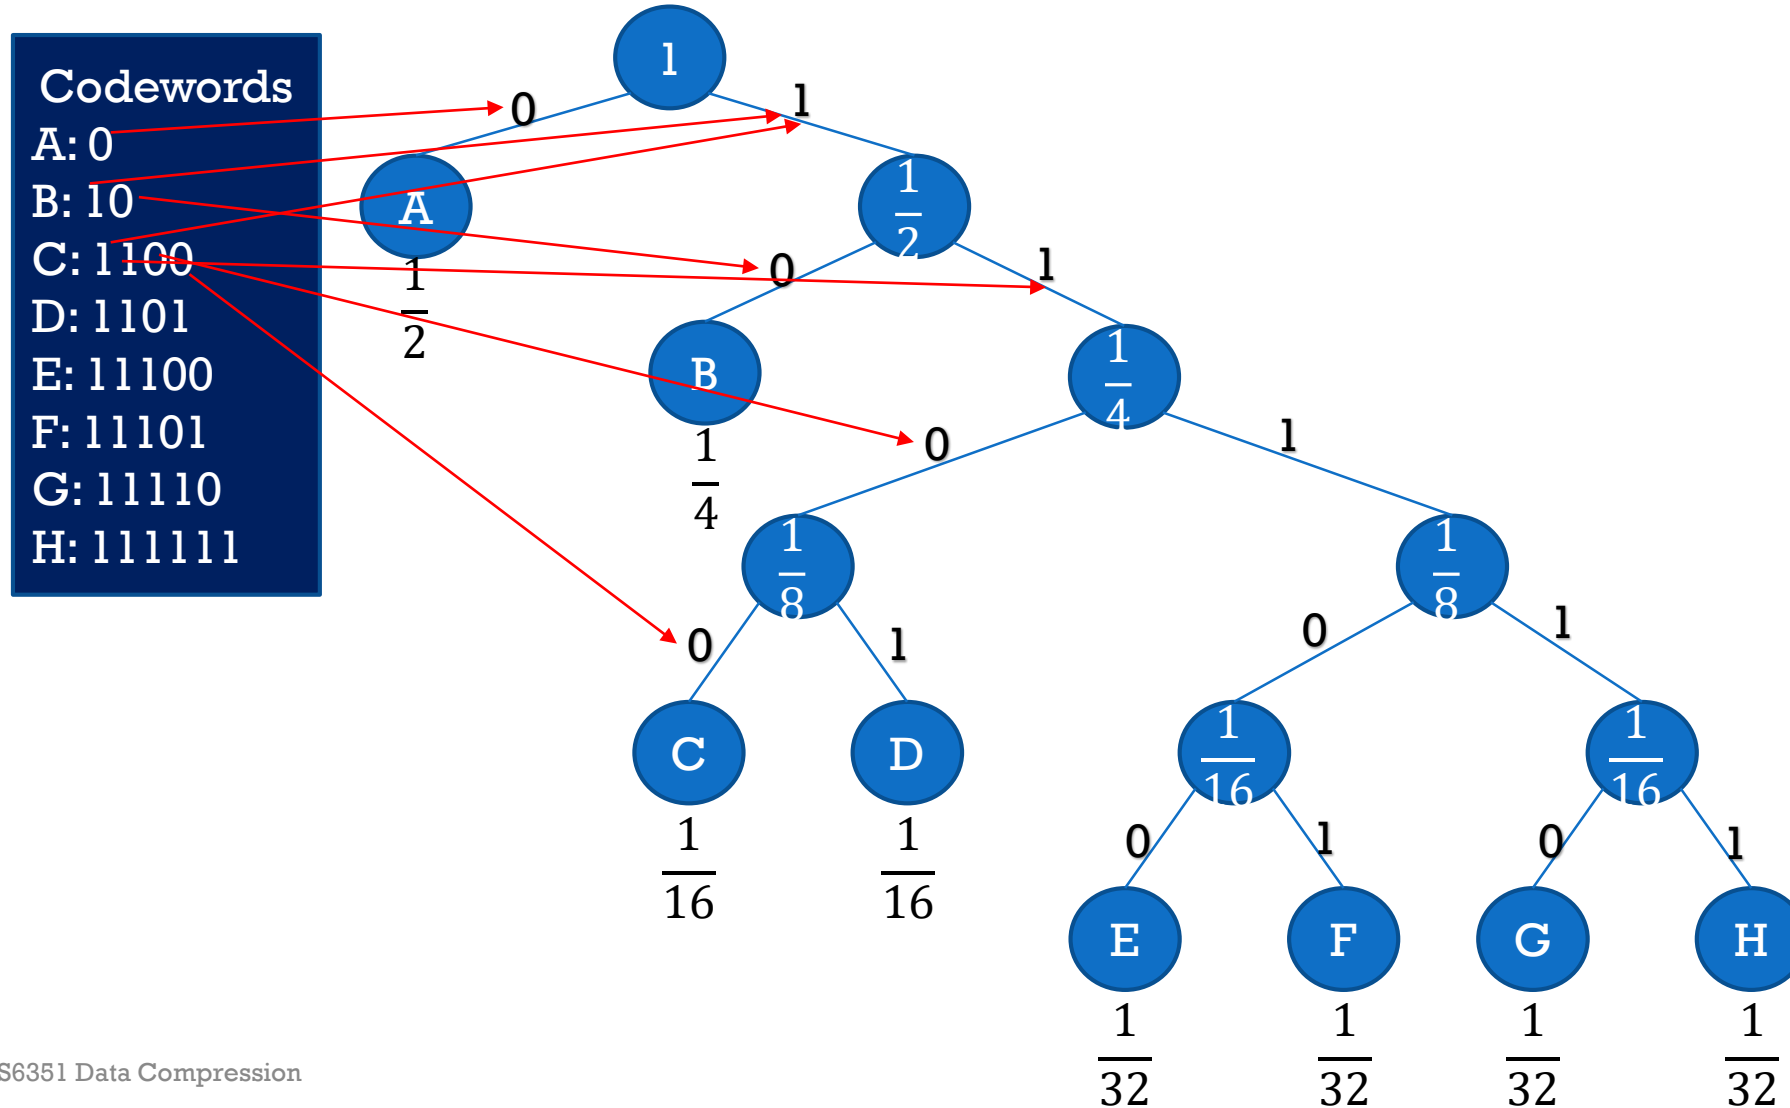 Codewords
A: 0
B: 10
C: 1100
D: 1101
E: 11100
F: 11101
G: 11110
H: 111111
1
0
1
A
1/2
1/2
0
1
B
1/4
1/4
0
1
1/8
1/8
0
1
0
1
C
D
1/16
1/16
1/16
1/16
0
1
0
1
E
F
G
H
1/32
1/32
1/32
1/32
S6351 Data Compression